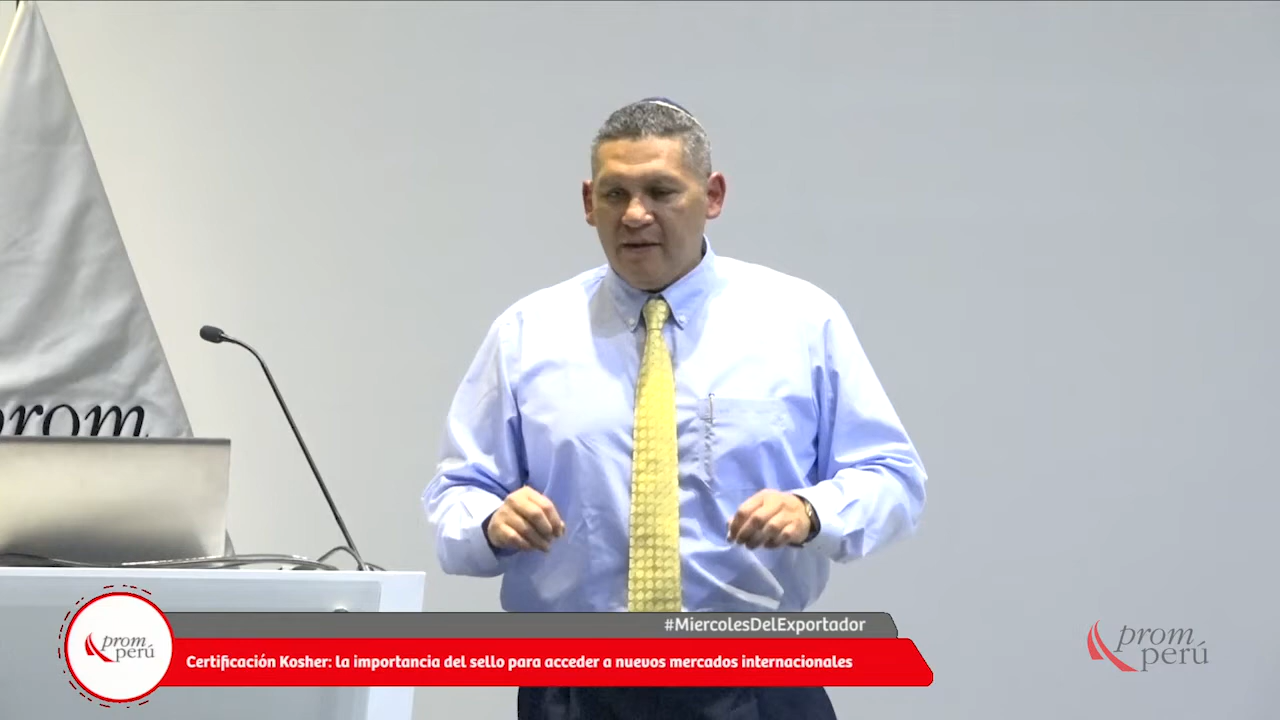 prom
#MiercolesDelExportador
prom
perú
Certificación Kosher: la importancia del sello para acceder a nuevos mercados internacionales
prom
perú